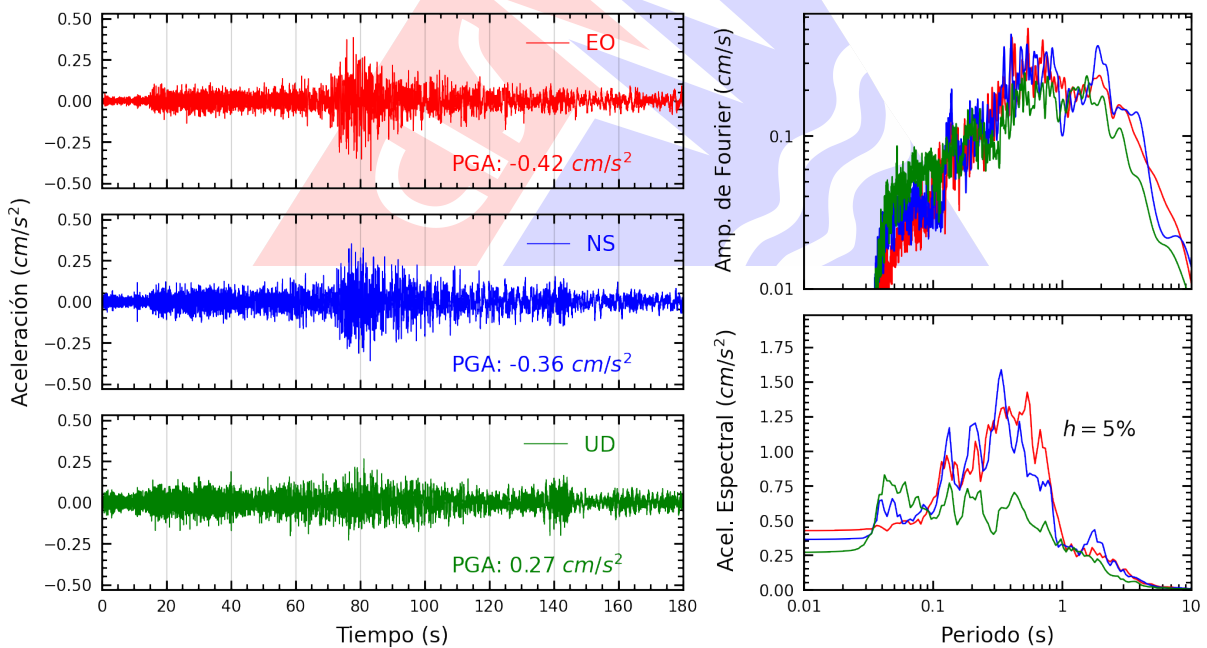 Aceleración (cm/s²)
0.50
0.25
0.00
−0.25
−0.50
EO
PGA: -0.42 cm/s²
0.50
0.25
0.00
−0.25
−0.50
NS
PGA: -0.36 cm/s²
0.50
0.25
0.00
−0.25
−0.50
UD
PGA: 0.27 cm/s²
0 20 40 60 80 100 120 140 160 180
Tiempo (s)
Amp. de Fourier (cm/s)
0.1
0.01
Acel. Espectral (cm/s²)
1.75
1.50
1.25
1.00
0.75
0.50
0.25
0.00
h = 5%
0.01 0.1 1 10
Periodo (s)